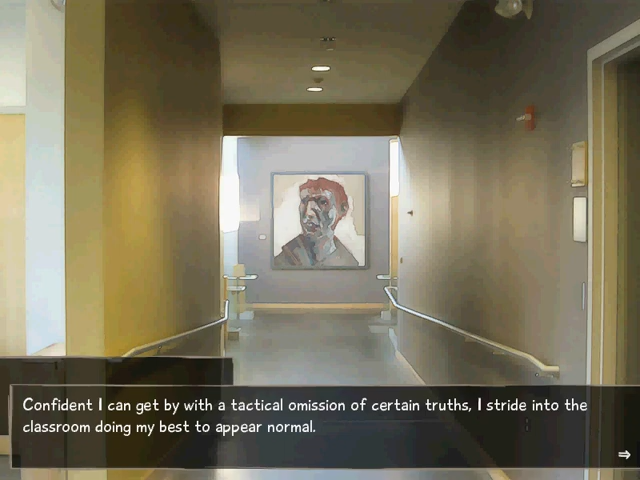 Confident I can get by with a tactical omission of certain truths, I stride into the
classroom doing my best to appear normal.